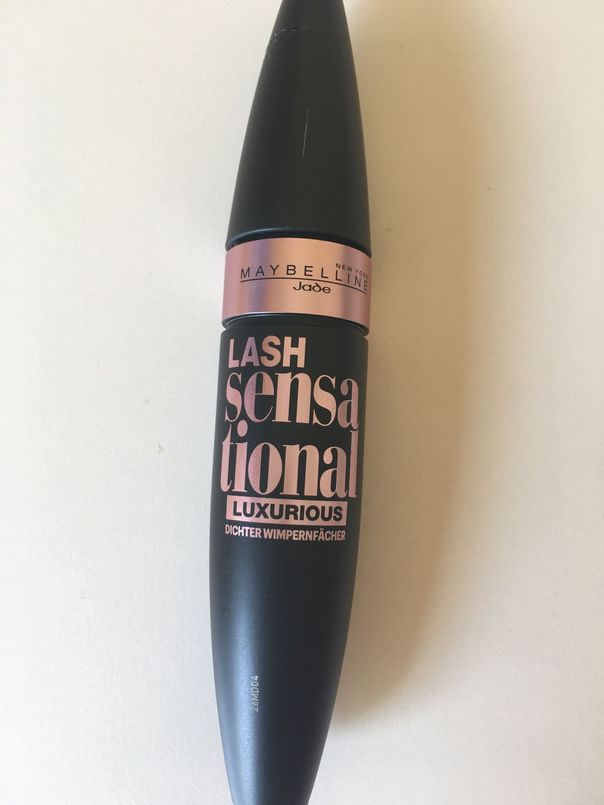 NEW YORK
MAYBELLINE
Jade
LASH
sensa
tional
LUXURIOUS
DICHTER WIMPERNFÄCHER
26MD04